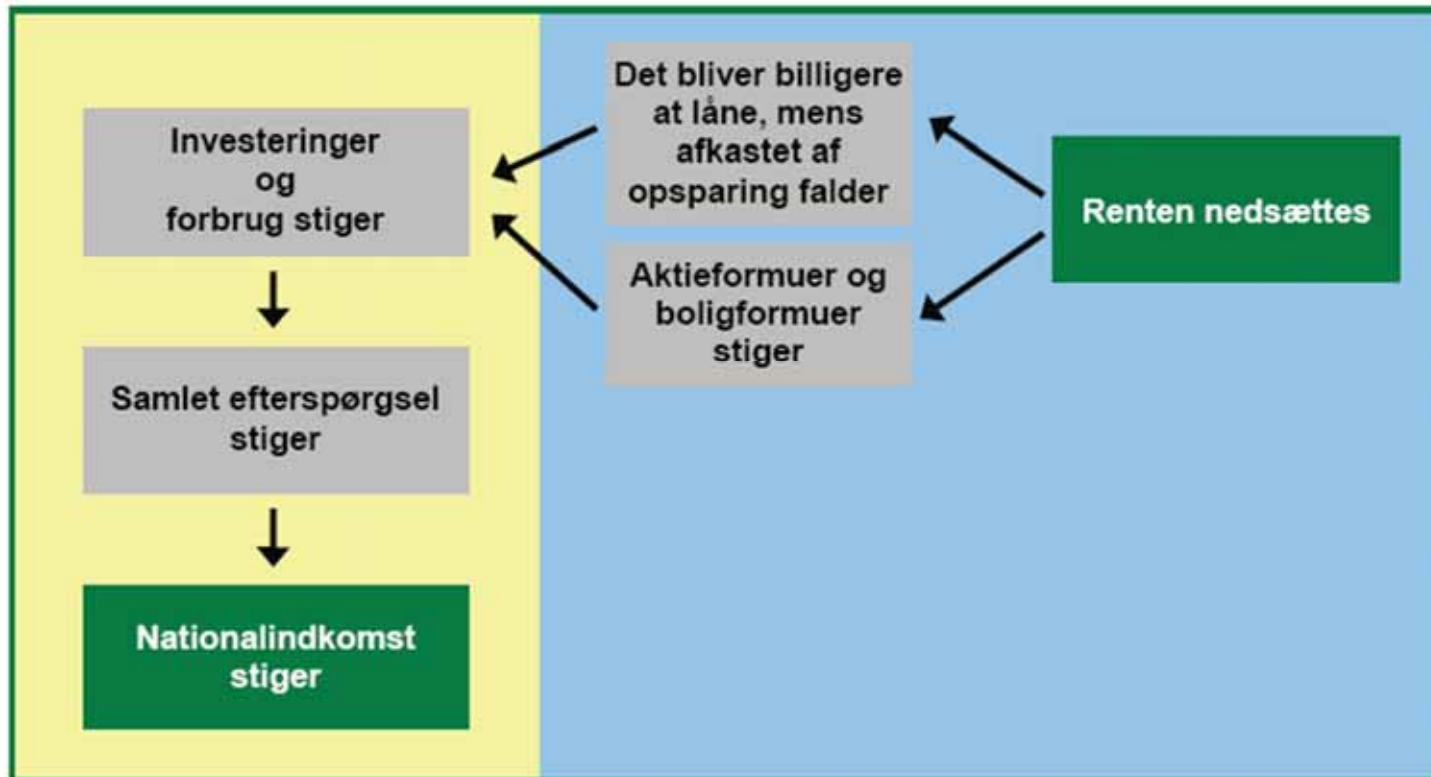 Investeringer
og
forbrug stiger
Samlet efterspørgsel
stiger
Nationalindkomst
stiger
Det bliver billigere
at låne, mens
afkastet af
opsparing falder
Aktieformuer og
boligformuer
stiger
Renten nedsættes